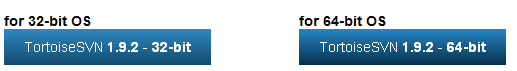 for 32-bit OS
TortoiseSVN 1.9.2 - 32-bit
for 64-bit OS
TortoiseSVN 1.9.2 - 64-bit